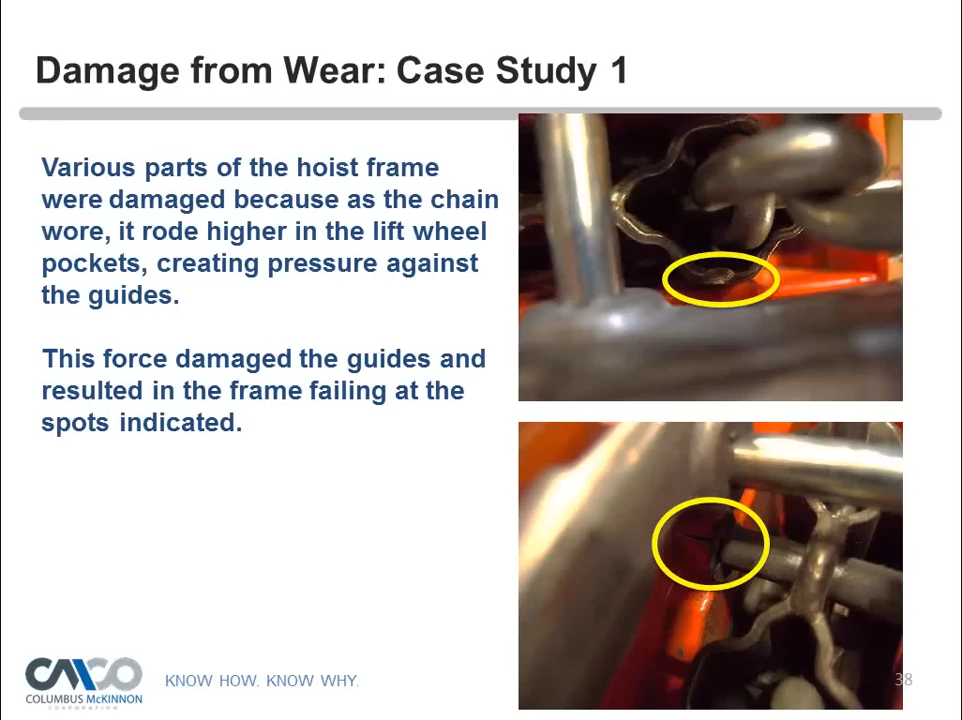 Damage from Wear: Case Study 1
Various parts of the hoist frame
were damaged because as the chain
wore, it rode higher in the lift wheel
pockets, creating pressure against
the guides.
This force damaged the guides and
resulted in the frame failing at the
spots indicated.
CMCO
COLUMBUS McKINNON
CORPORATION
KNOW HOW. KNOW WHY.
38